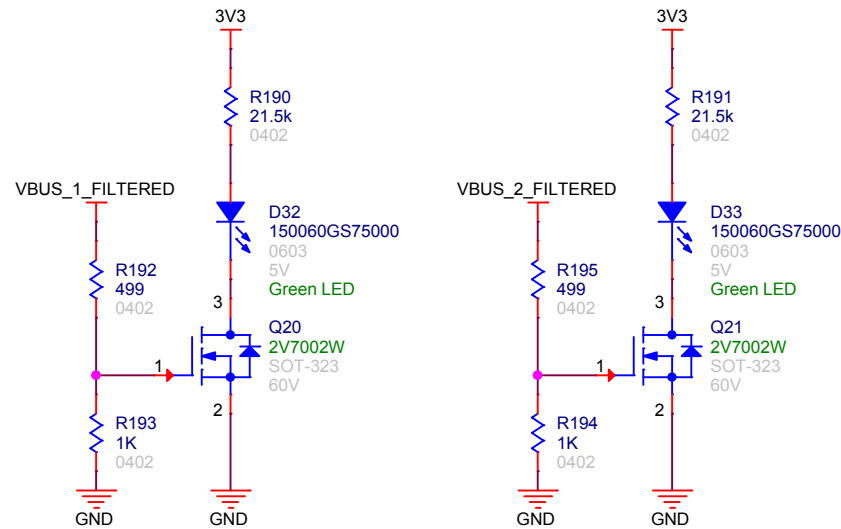 3V3
R190
21.5k
0402
VBUS_1_FILTERED
D32
150060GS75000
0603
5V
Green LED
R192
499
0402
3
Q20
2V7002W
SOT-323
60V
1
2
R193
1K
0402
GND
GND
3V3
R191
21.5k
0402
VBUS_2_FILTERED
D33
150060GS75000
0603
5V
Green LED
R195
499
0402
3
Q21
2V7002W
SOT-323
60V
1
2
R194
1K
0402
GND
GND